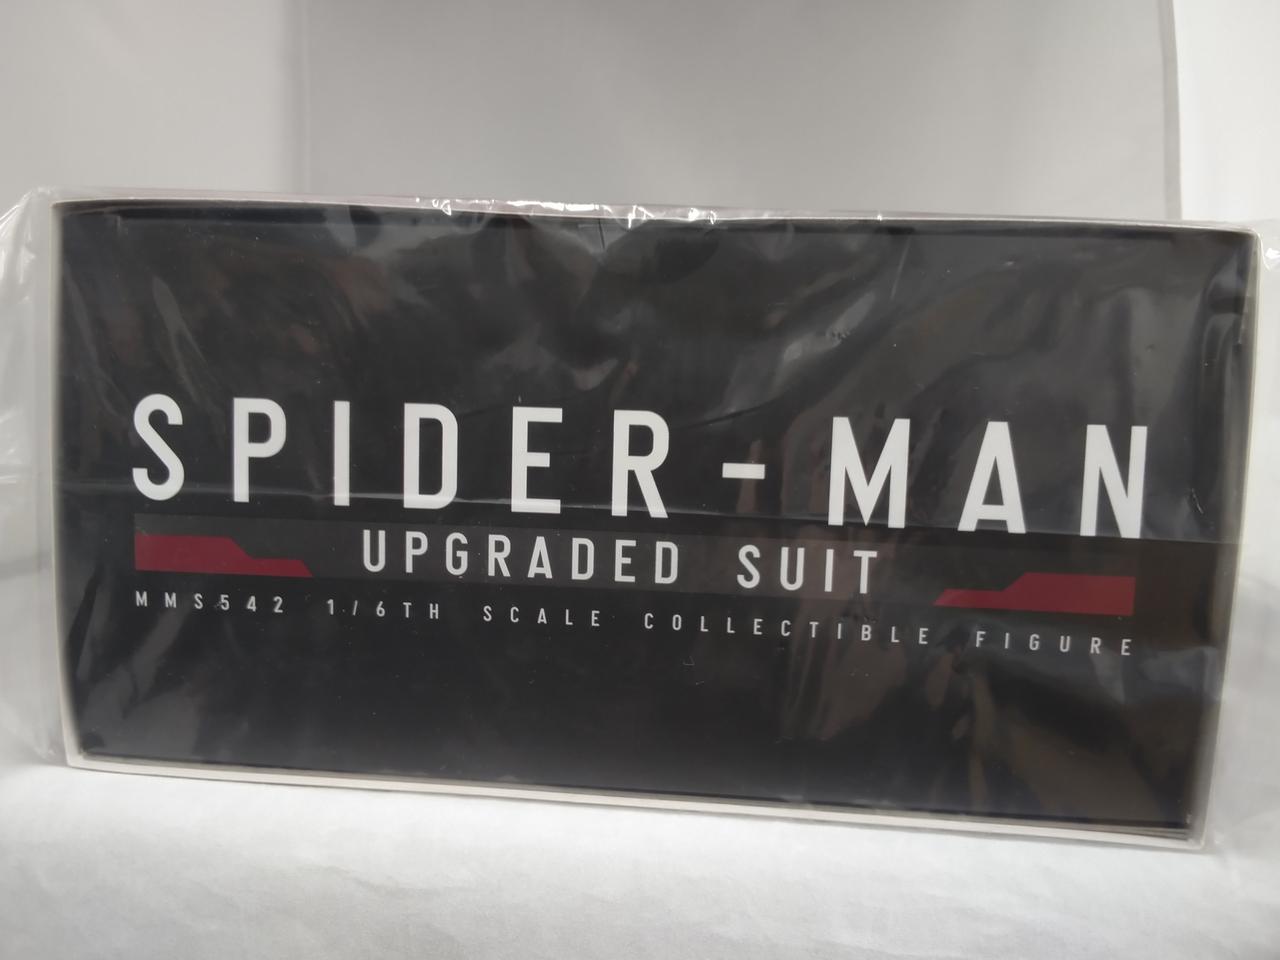 SPIDER-MAN
UPGRADED SUIT
MMS542 1/6TH SCALE COLLECTIBLE FIGURE